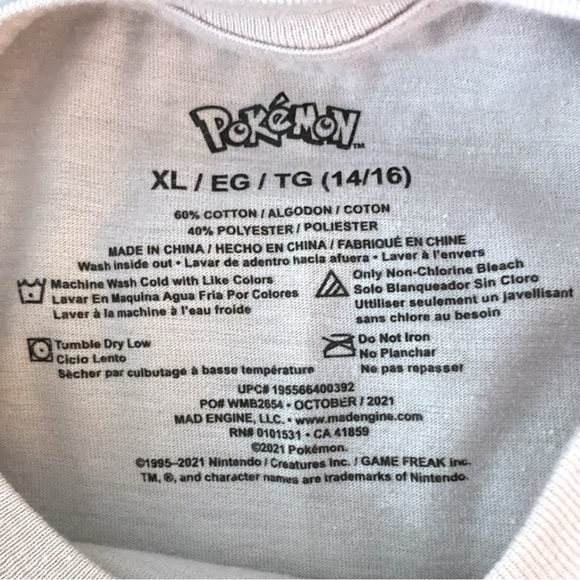 POKéMON™
XL / EG / TG (14/16)
60% COTTON / ALGODON / COTON
40% POLYESTER / POLIESTER
MADE IN CHINA / HECHO EN CHINA / FABRIQUÉ EN CHINE
Wash inside out • Lavar de adentro hacia afuera • Laver à l'envers
Machine Wash Cold with Like Colors
Lavar En Maquina Agua Fria Por Colores
Laver à la machine à l'eau froide
Only Non-Chlorine Bleach
Solo Blanqueador Sin Cloro
Utiliser seulement un javellisant
sans chlore au besoin
Tumble Dry Low
Ciclo Lento
Sècher par culbutage à basse température
Do Not Iron
No Planchar
Ne pas repasser
UPC# 195566400392
PO# WMB2654 • OCTOBER / 2021
MAD ENGINE, LLC. • www.madengine.com
RN# 0101531 • CA 41859
©2021 Pokémon.
©1995-2021 Nintendo / Creatures Inc. / GAME FREAK inc.
TM, ®, and character names are trademarks of Nintendo.